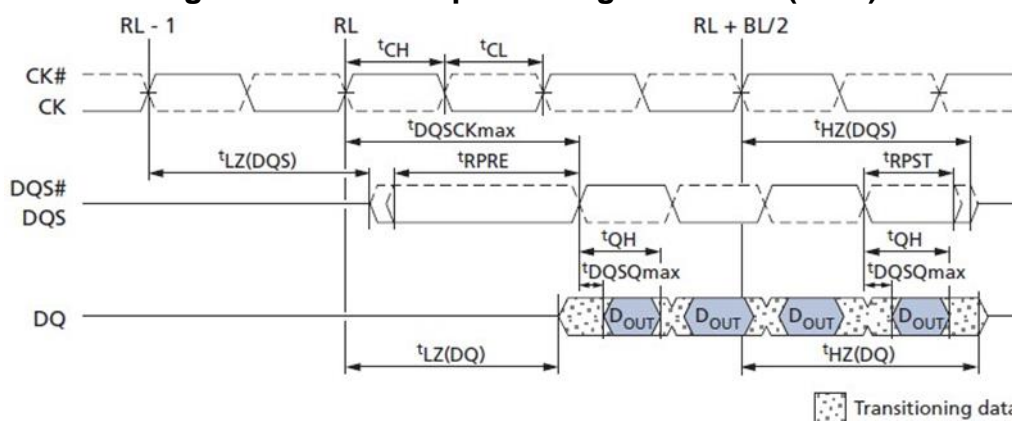 RL - 1 RL RL + BL/2
tCH tCL
CK#
CK
tDQSCKmax tHZ(DQS)
tLZ(DQS) tRPRE tRPST
DQS#
DQS
tQH tQH
tDQSQmax tDQSQmax
DQ DOUT DOUT DOUT DOUT
tLZ(DQ) tHZ(DQ)
Transitioning data